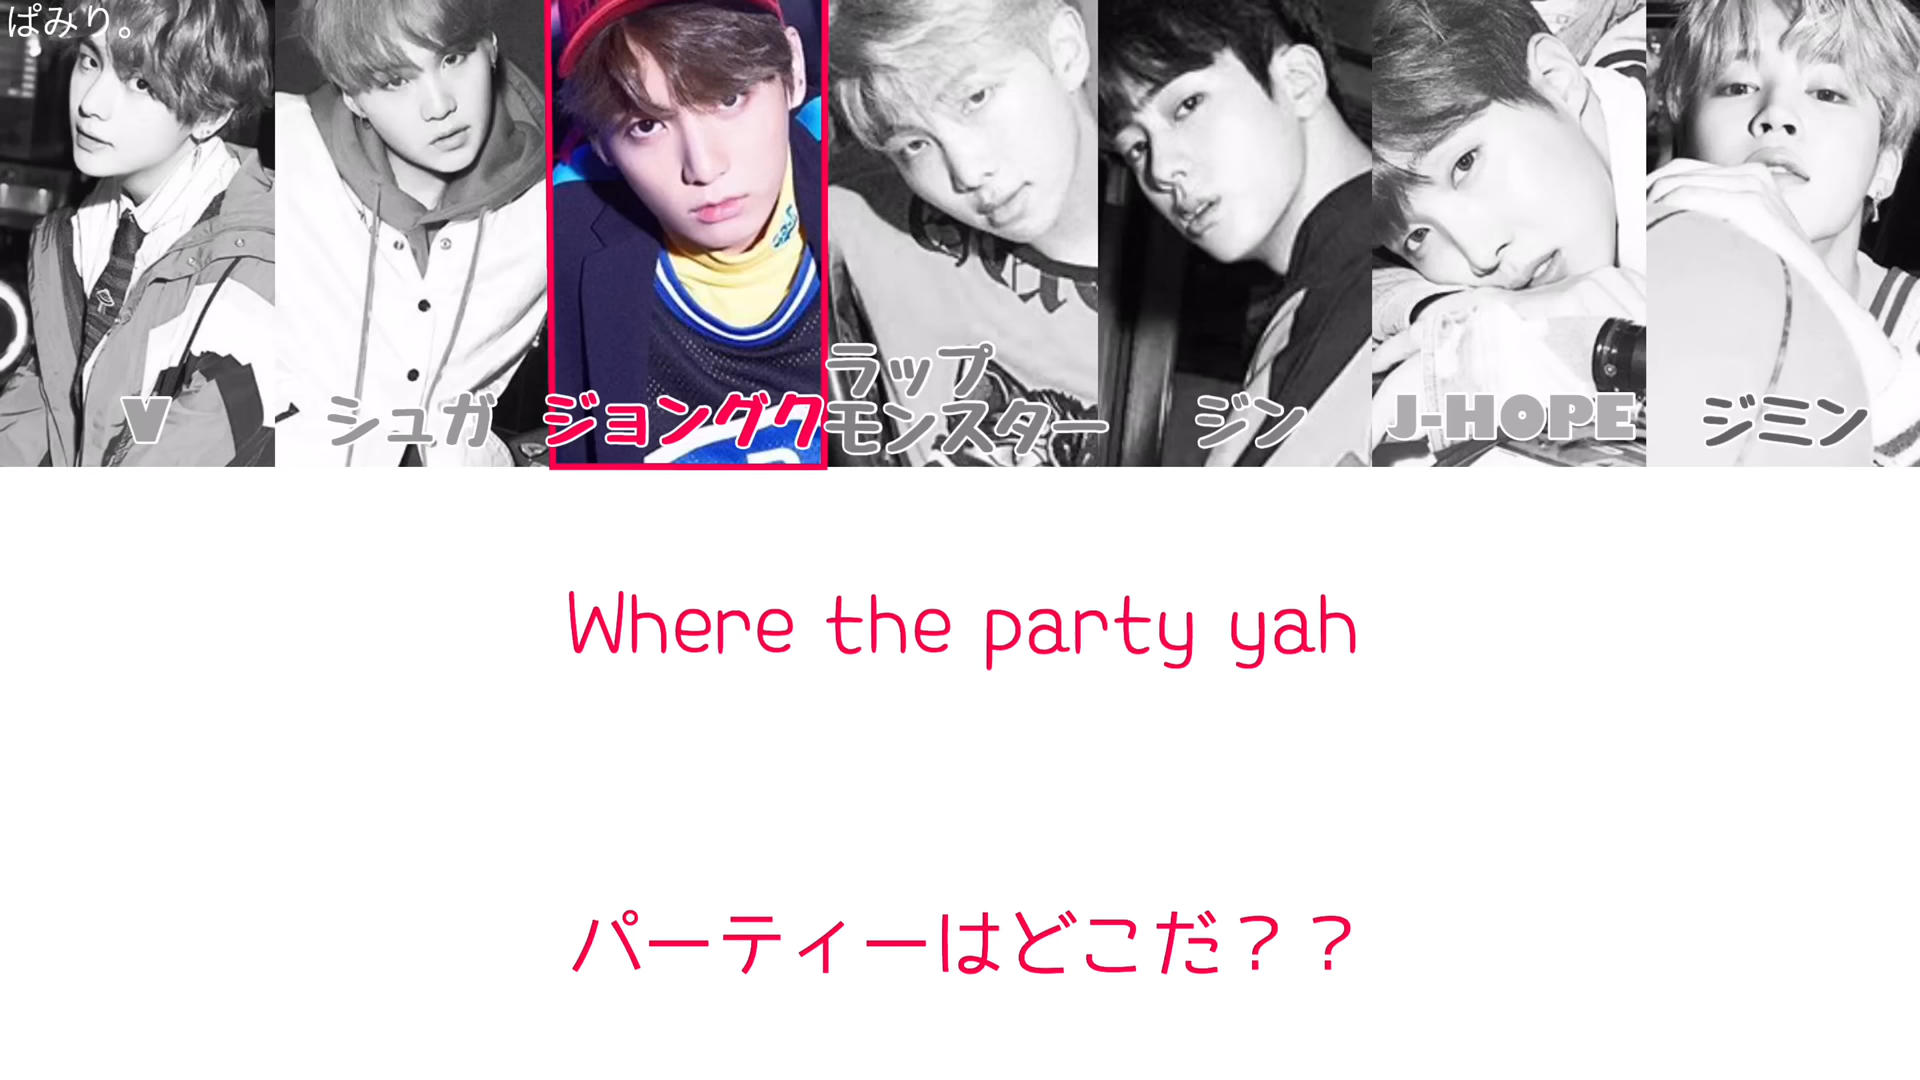 ぱみり。
V
シュガ
ジョングク
ラップ
モンスター
ジン
J-HOPE
ジミン
Where the party yah
パーティーはどこだ？？